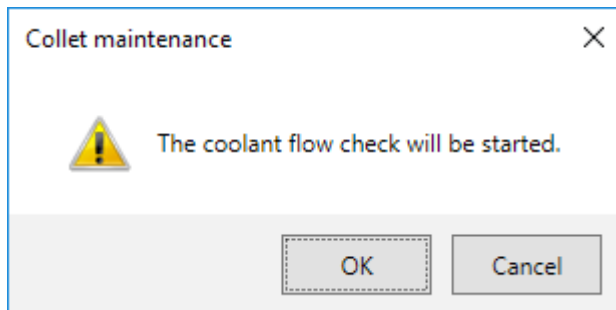 Collet maintenance
The coolant flow check will be started.
OK
Cancel